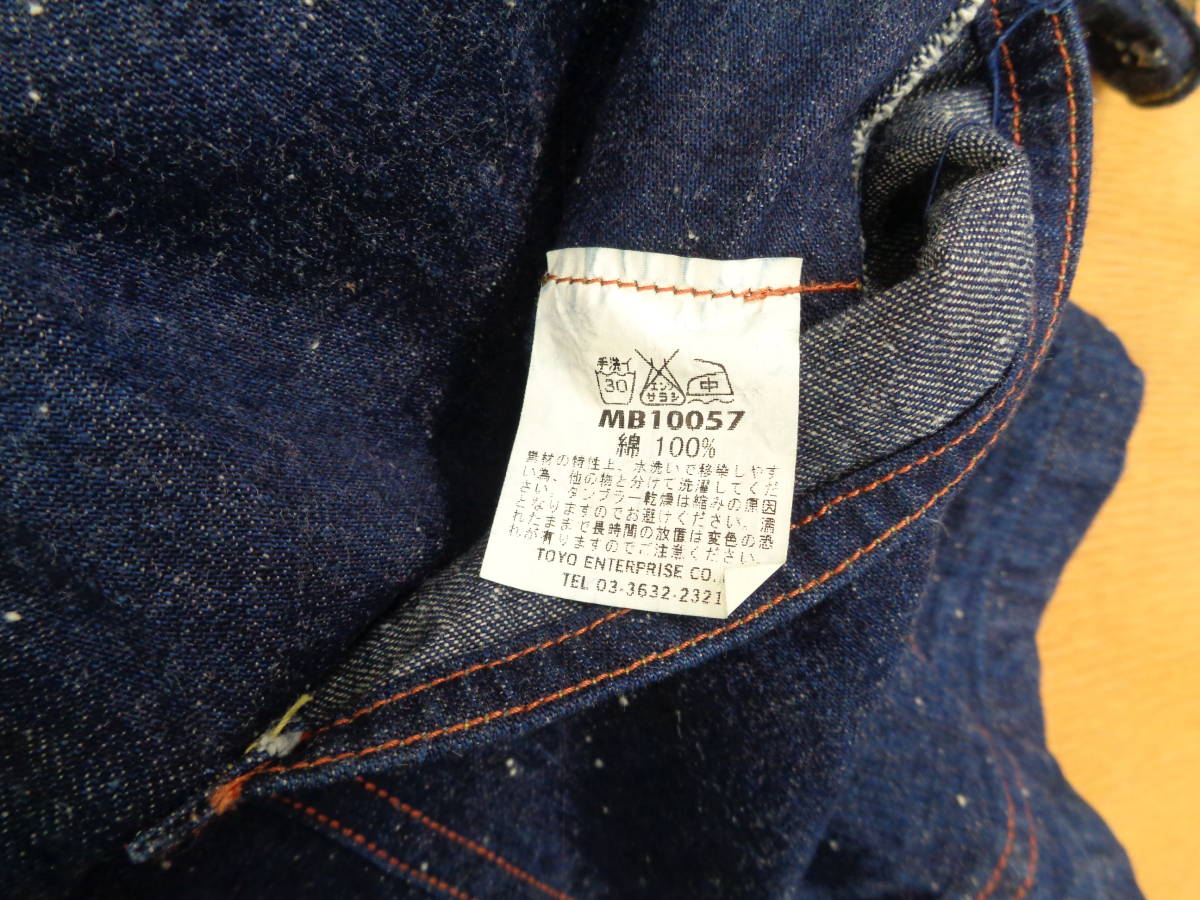 手洗イ
30 エンソ サラシ 中
MB10057
綿 100%
素材の特性上、水洗いで移染しやす
い為、他の物と分けて洗濯してくだ
さい。タンブラー乾燥は縮みの原因
となりますのでお避けください。濡
れたままで長時間の放置は変色の恐
れが有りますのでご注意ください。
TOYO ENTERPRISE CO.,
TEL 03-3632-2321